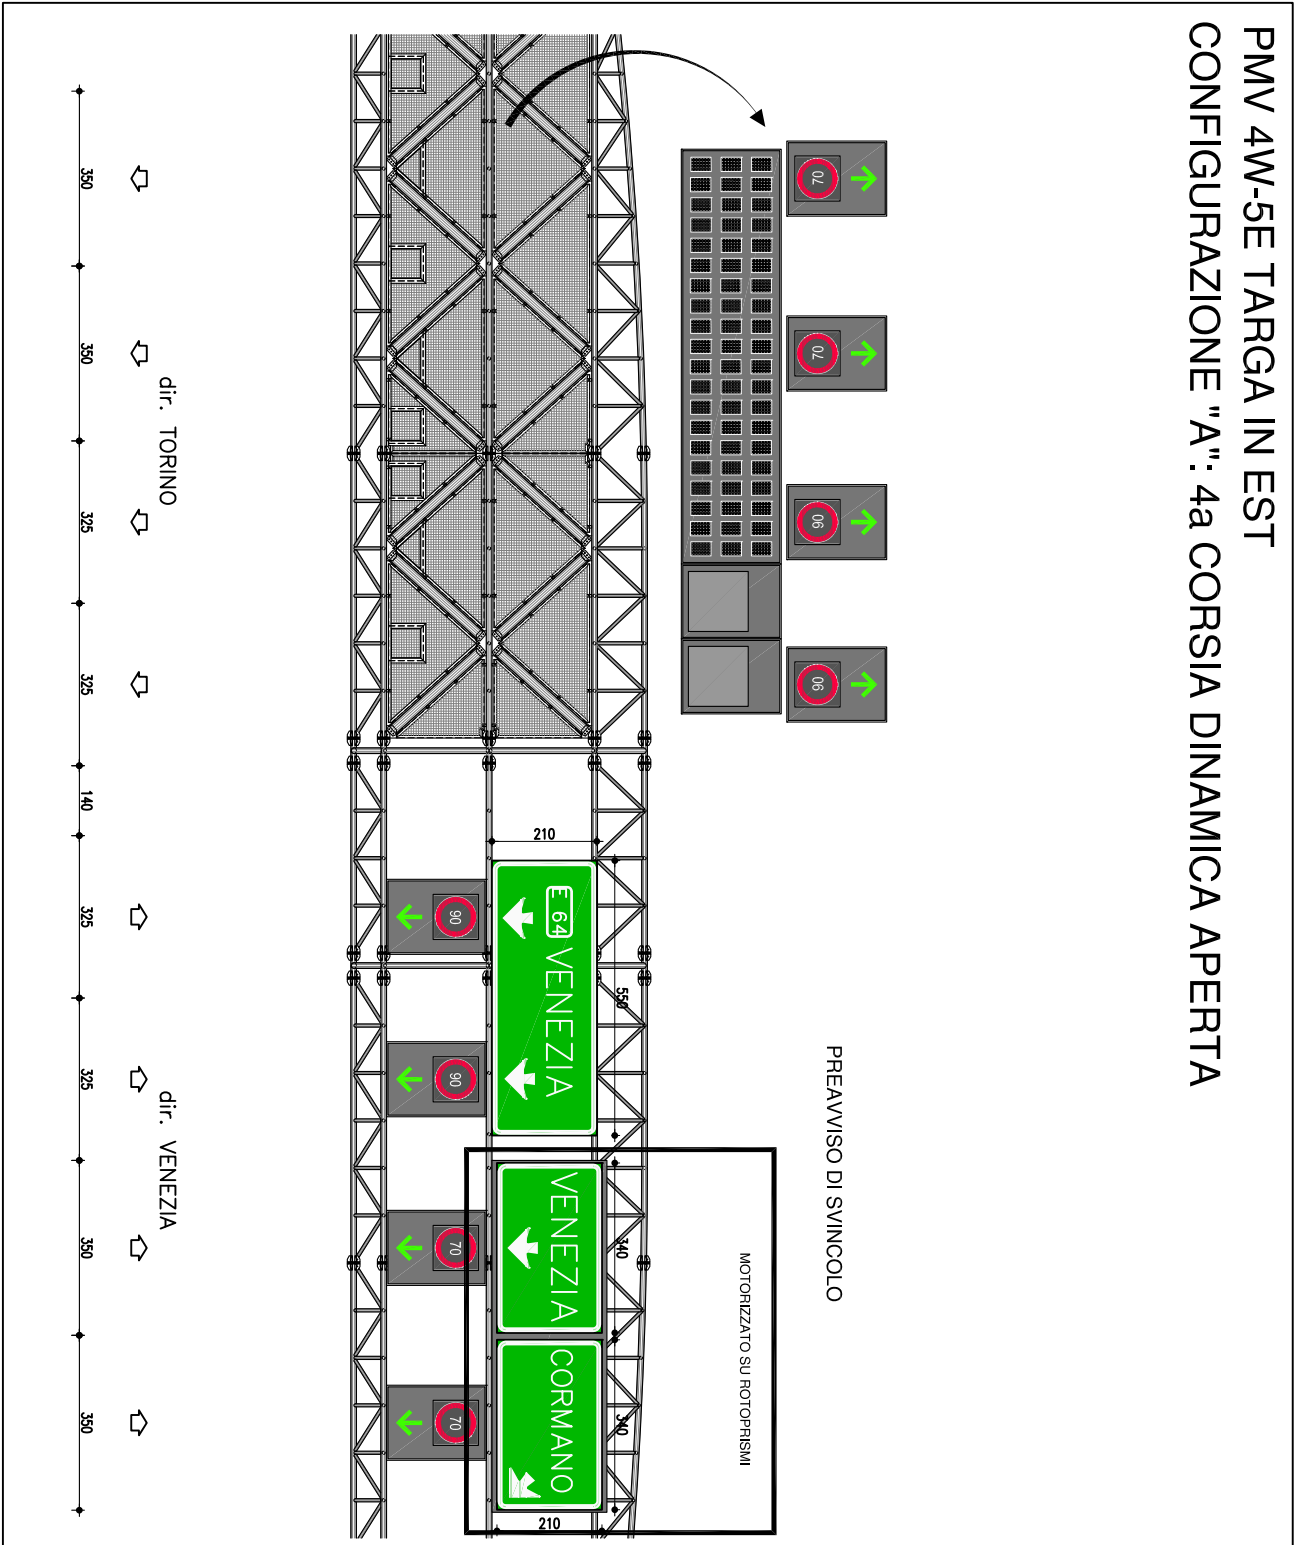 PMV 4W-5E TARGA IN EST
CONFIGURAZIONE "A": 4a CORSIA DINAMICA APERTA
PREAVVISO DI SVINCOLO
MOTORIZZATO SU ROTOPRISMI
70
70
90
90
550
340
340
210
E 64 VENEZIA
VENEZIA
CORMANO
210
90
90
70
70
dir. TORINO
dir. VENEZIA
350
350
325
325
140
325
325
350
350